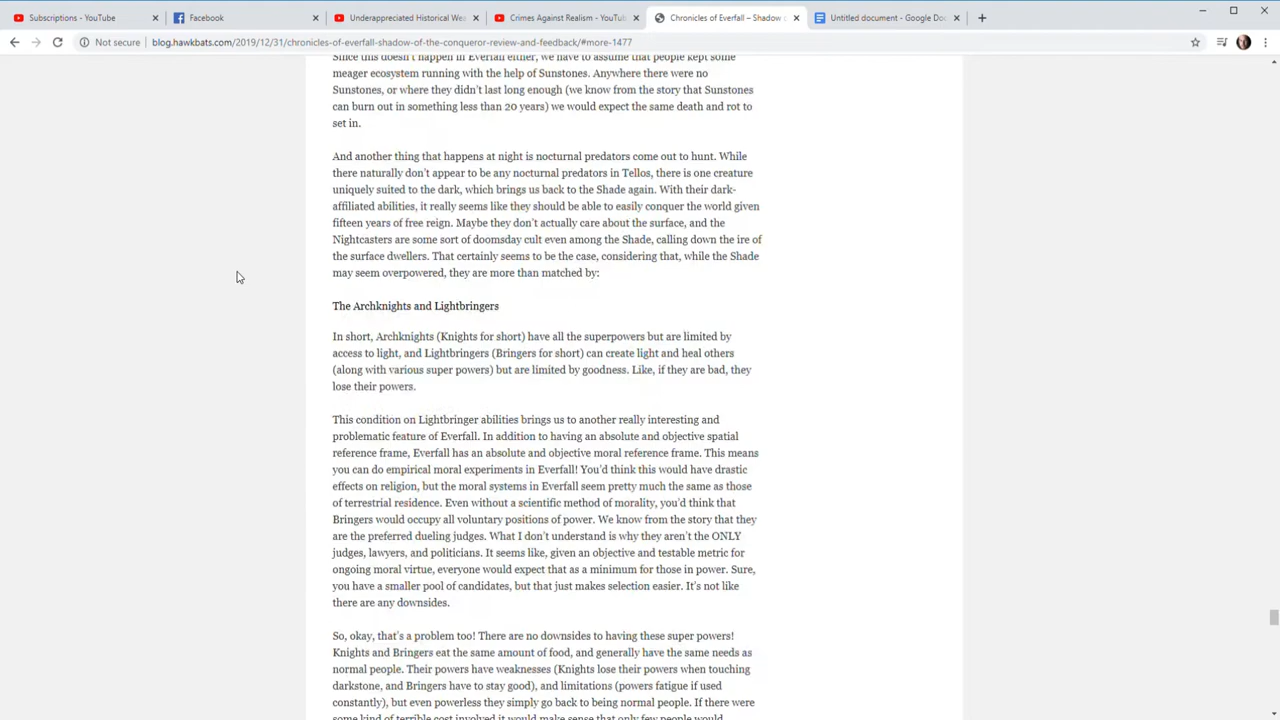 Subscriptions - YouTube
Facebook
Underappreciated Historical Wea
Crimes Against Realism - YouTu
Chronicles of Everfall – Shadow o
Untitled document - Google Do
Not secure
blog.hawkbats.com/2019/12/31/chronicles-of-everfall-shadow-of-the-conqueror-review-and-feedback/#more-1477
Since this doesn't happen in Everfall either, we have to assume that people kept some
meager ecosystem running with the help of Sunstones. Anywhere there were no
Sunstones, or where they didn't last long enough (we know from the story that Sunstones
can burn out in something less than 20 years) we would expect the same death and rot to
set in.
And another thing that happens at night is nocturnal predators come out to hunt. While
there naturally don't appear to be any nocturnal predators in Tellos, there is one creature
uniquely suited to the dark, which brings us back to the Shade again. With their dark-
affiliated abilities, it really seems like they should be able to easily conquer the world given
fifteen years of free reign. Maybe they don't actually care about the surface, and the
Nightcasters are some sort of doomsday cult even among the Shade, calling down the ire of
the surface dwellers. That certainly seems to be the case, considering that, while the Shade
may seem overpowered, they are more than matched by:
The Archknights and Lightbringers
In short, Archknights (Knights for short) have all the superpowers but are limited by
access to light, and Lightbringers (Bringers for short) can create light and heal others
(along with various super powers) but are limited by goodness. Like, if they are bad, they
lose their powers.
This condition on Lightbringer abilities brings us to another really interesting and
problematic feature of Everfall. In addition to having an absolute and objective spatial
reference frame, Everfall has an absolute and objective moral reference frame. This means
you can do empirical moral experiments in Everfall! You'd think this would have drastic
effects on religion, but the moral systems in Everfall seem pretty much the same as those
of terrestrial residence. Even without a scientific method of morality, you'd think that
Bringers would occupy all voluntary positions of power. We know from the story that they
are the preferred dueling judges. What I don't understand is why they aren't the ONLY
judges, lawyers, and politicians. It seems like, given an objective and testable metric for
ongoing moral virtue, everyone would expect that as a minimum for those in power. Sure,
you have a smaller pool of candidates, but that just makes selection easier. It's not like
there are any downsides.
So, okay, that's a problem too! There are no downsides to having these super powers!
Knights and Bringers eat the same amount of food, and generally have the same needs as
normal people. Their powers have weaknesses (Knights lose their powers when touching
darkstone, and Bringers have to stay good), and limitations (powers fatigue if used
constantly), but even powerless they simply go back to being normal people. If there were
some kind of terrible cost involved it would make sense that only few people would